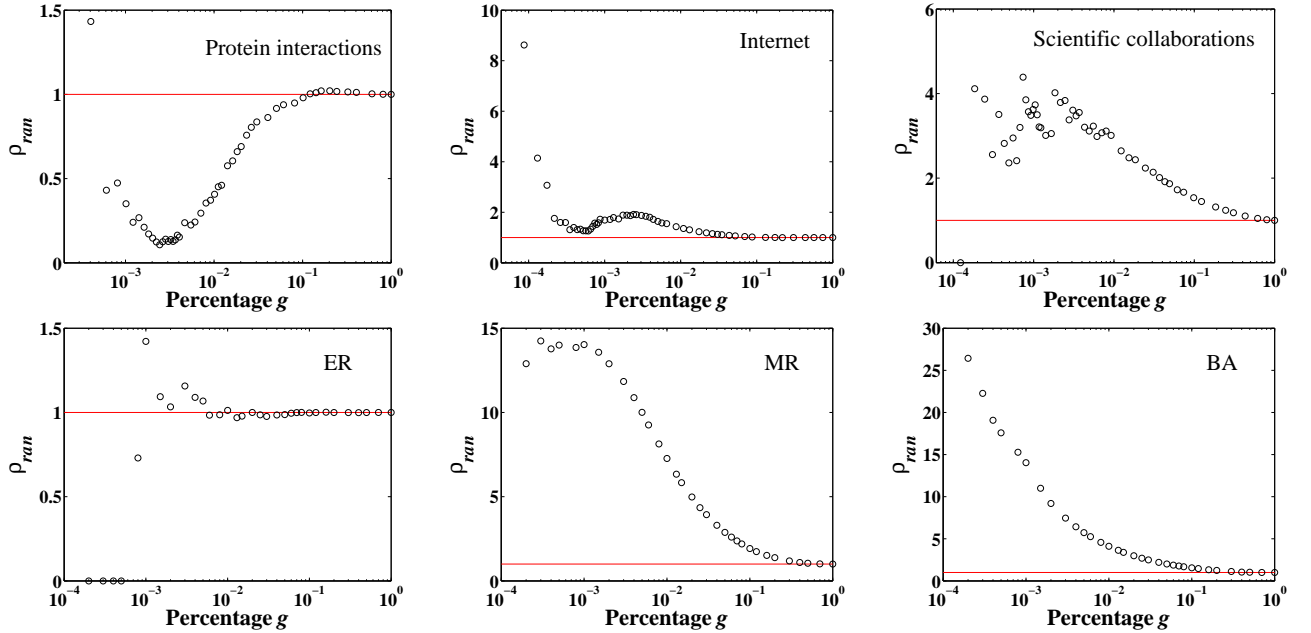 1.5
1
0.5
0
ρran
Protein interactions
10−3 10−2 10−1 100
Percentage g
10
8
6
4
2
0
ρran
Internet
10−4 10−3 10−2 10−1 100
Percentage g
6
4
2
0
ρran
Scientific collaborations
10−4 10−3 10−2 10−1 100
Percentage g
1.5
1
0.5
0
ρran
ER
10−4 10−3 10−2 10−1 100
Percentage g
15
10
5
0
ρran
MR
10−4 10−3 10−2 10−1 100
Percentage g
30
25
20
15
10
5
0
ρran
BA
10−4 10−3 10−2 10−1 100
Percentage g